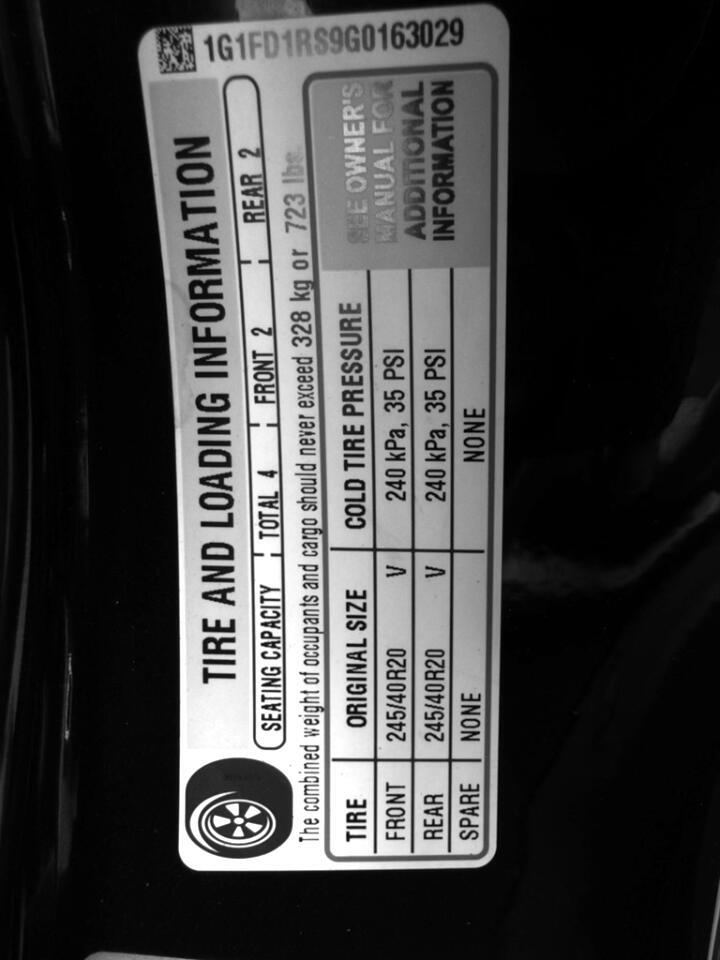 1G1FD1RS9G0163029
TIRE AND LOADING INFORMATION
SEATING CAPACITY TOTAL 4 FRONT 2 REAR 2
The combined weight of occupants and cargo should never exceed 328 kg or 723 lbs.
TIRE ORIGINAL SIZE COLD TIRE PRESSURE
FRONT 245/40R20 V 240 kPa, 35 PSI
REAR 245/40R20 V 240 kPa, 35 PSI
SPARE NONE NONE
SEE OWNER'S
MANUAL FOR
ADDITIONAL
INFORMATION